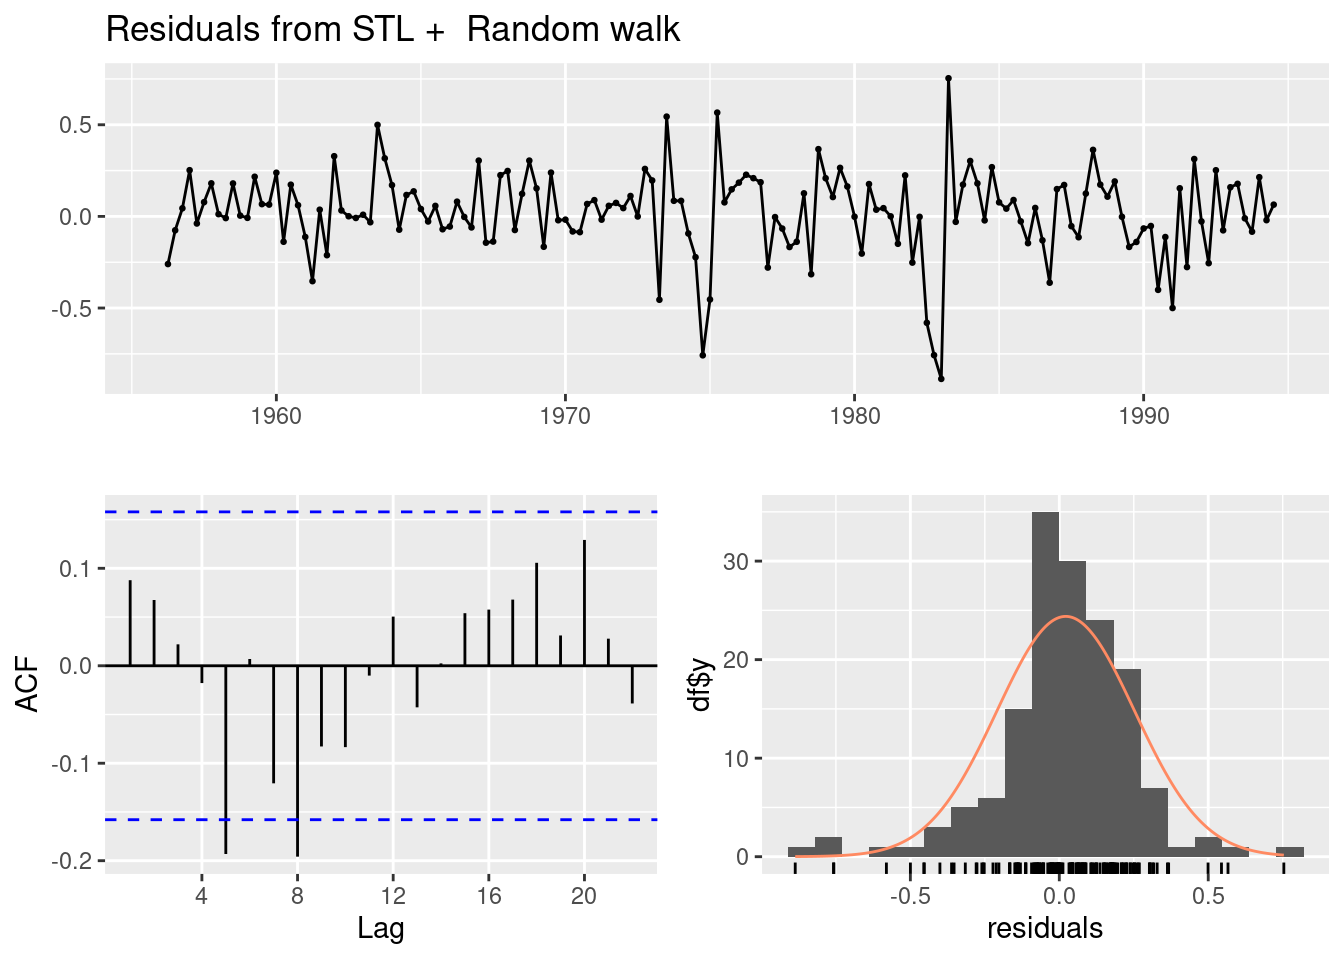 Residuals from STL +  Random walk
0.5
0.0
-0.5
1960 1970 1980 1990
ACF
0.1
0.0
-0.1
-0.2
4 8 12 16 20
Lag
df$y
30
20
10
0
-0.5 0.0 0.5
residuals